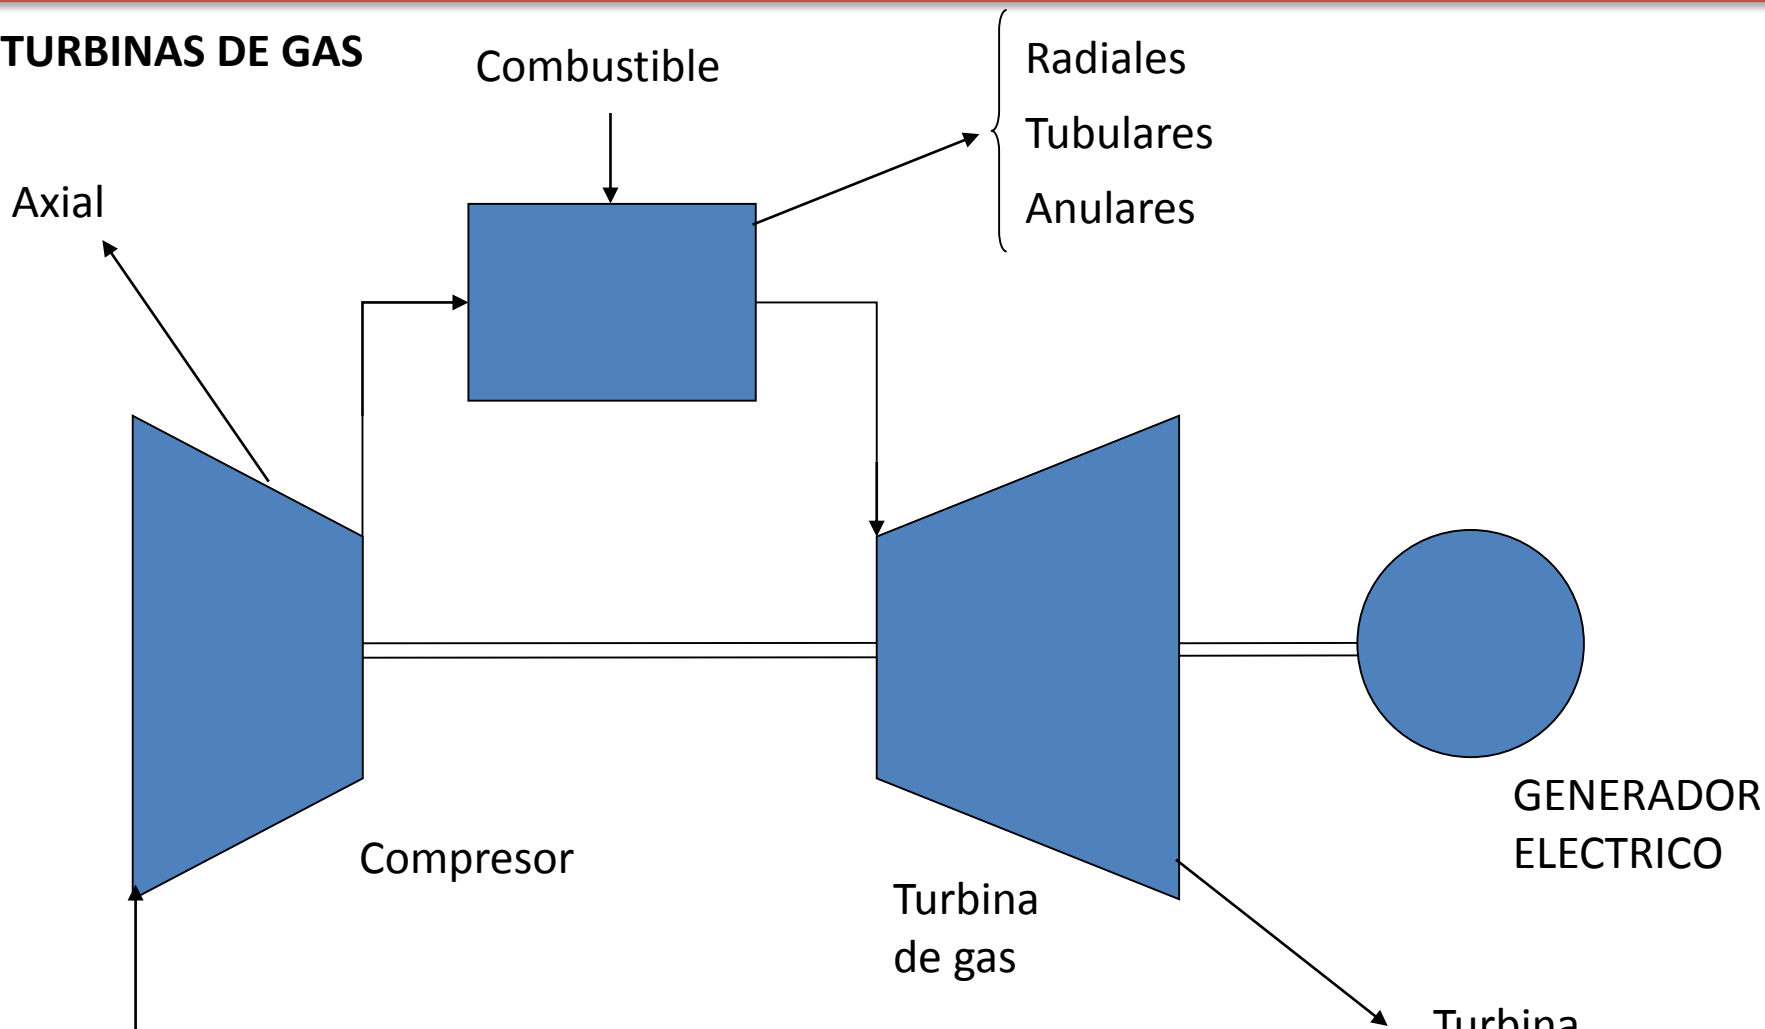 TURBINAS DE GAS
Combustible
Radiales
Tubulares
Anulares
Axial
GENERADOR
ELECTRICO
Compresor
Turbina
de gas
Turbina